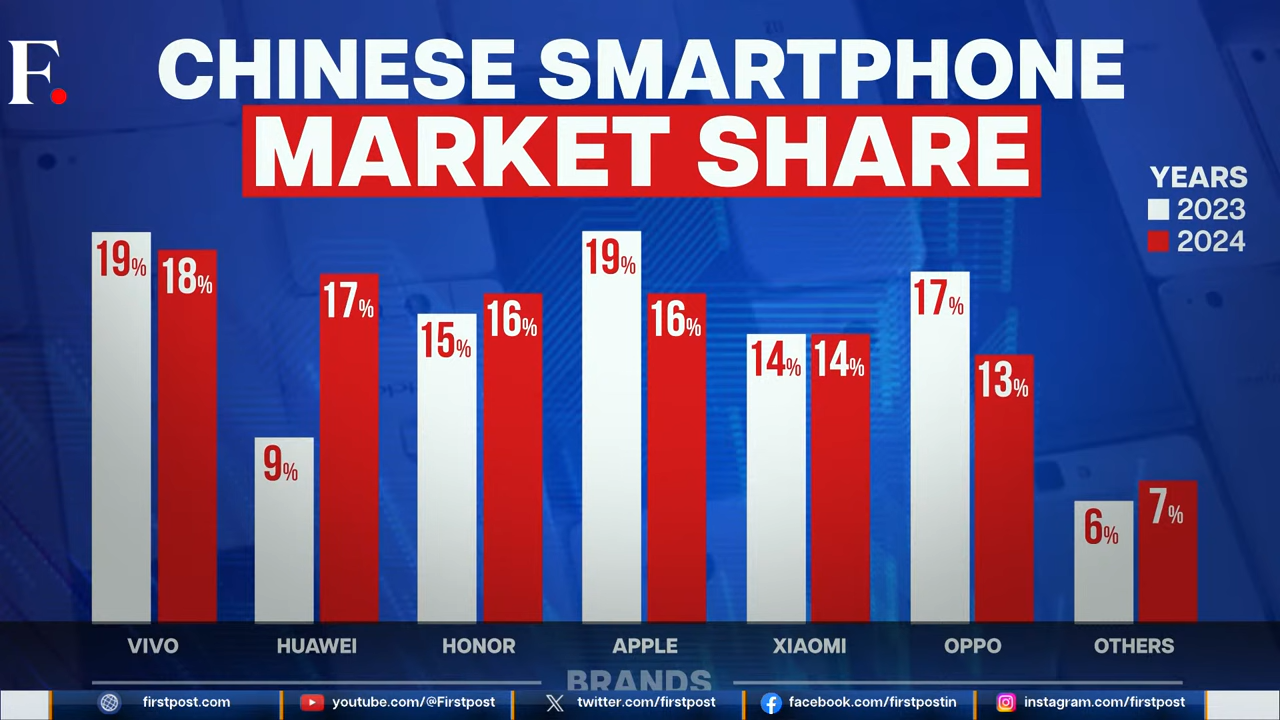 F.
CHINESE SMARTPHONE
MARKET SHARE
YEARS
2023
2024
19% 18% 9% 17% 15% 16% 19% 16% 14% 14% 17% 13% 6% 7%
VIVO HUAWEI HONOR APPLE XIAOMI OPPO OTHERS
BRANDS
firstpost.com youtube.com/@Firstpost twitter.com/firstpost facebook.com/firstpostin instagram.com/firstpost